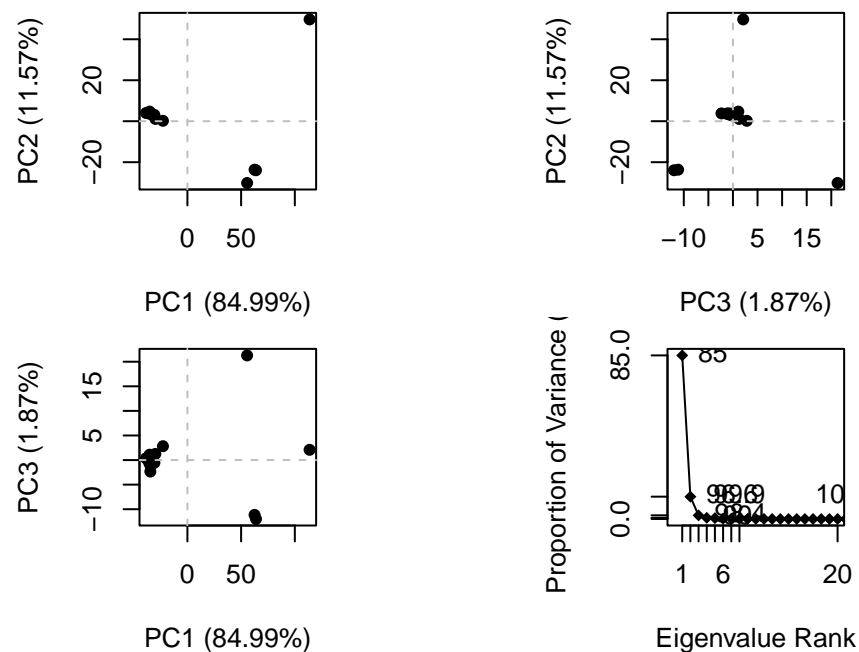 PC2 (11.57%)
20
−20
0 50
PC1 (84.99%)
PC2 (11.57%)
20
−20
−10 5 15
PC3 (1.87%)
PC3 (1.87%)
15
5
−10
0 50
PC1 (84.99%)
Proportion of Variance (
85.0
0.0
85
10
1 6 20
Eigenvalue Rank